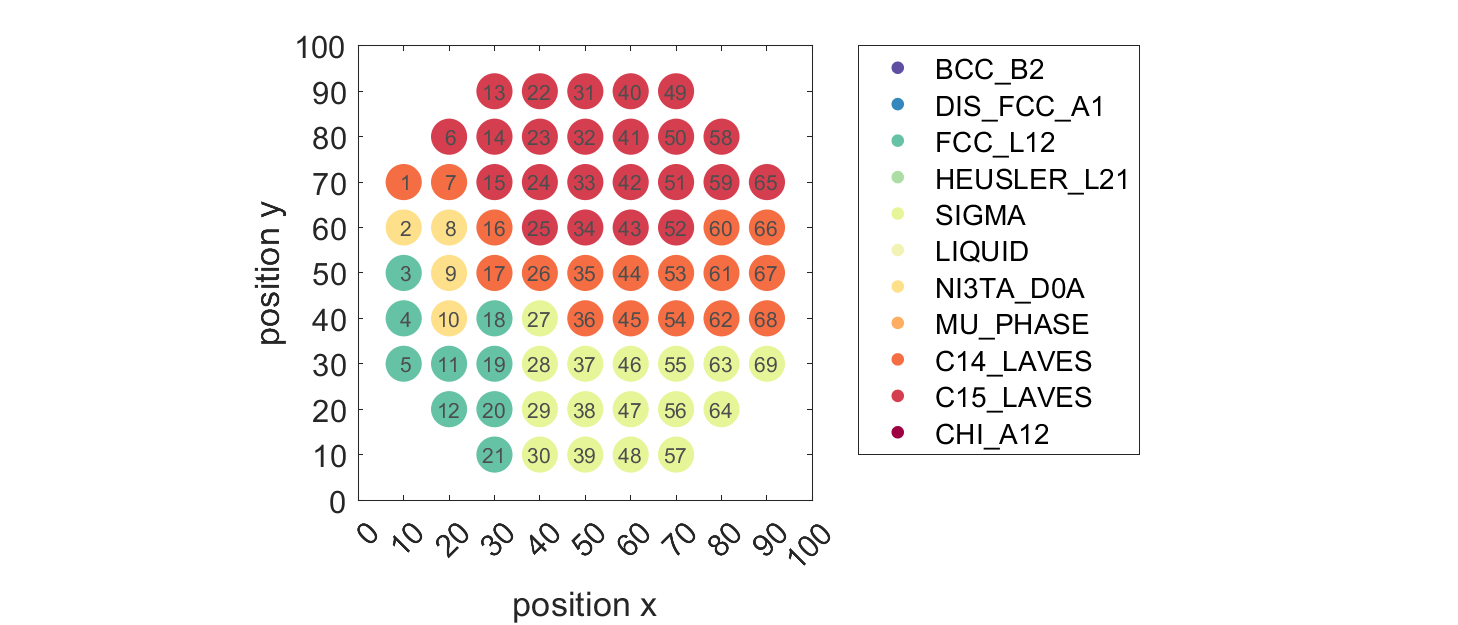 100
90
13 22 31 40 49
80
6 14 23 32 41 50 58
70
1 7 15 24 33 42 51 59 65
60
2 8 16 25 34 43 52 60 66
50
3 9 17 26 35 44 53 61 67
40
4 10 18 27 36 45 54 62 68
30
5 11 19 28 37 46 55 63 69
20
12 20 29 38 47 56 64
10
21 30 39 48 57
0
position y
0 10 20 30 40 50 60 70 80 90 100
position x
BCC_B2
DIS_FCC_A1
FCC_L12
HEUSLER_L21
SIGMA
LIQUID
NI3TA_D0A
MU_PHASE
C14_LAVES
C15_LAVES
CHI_A12